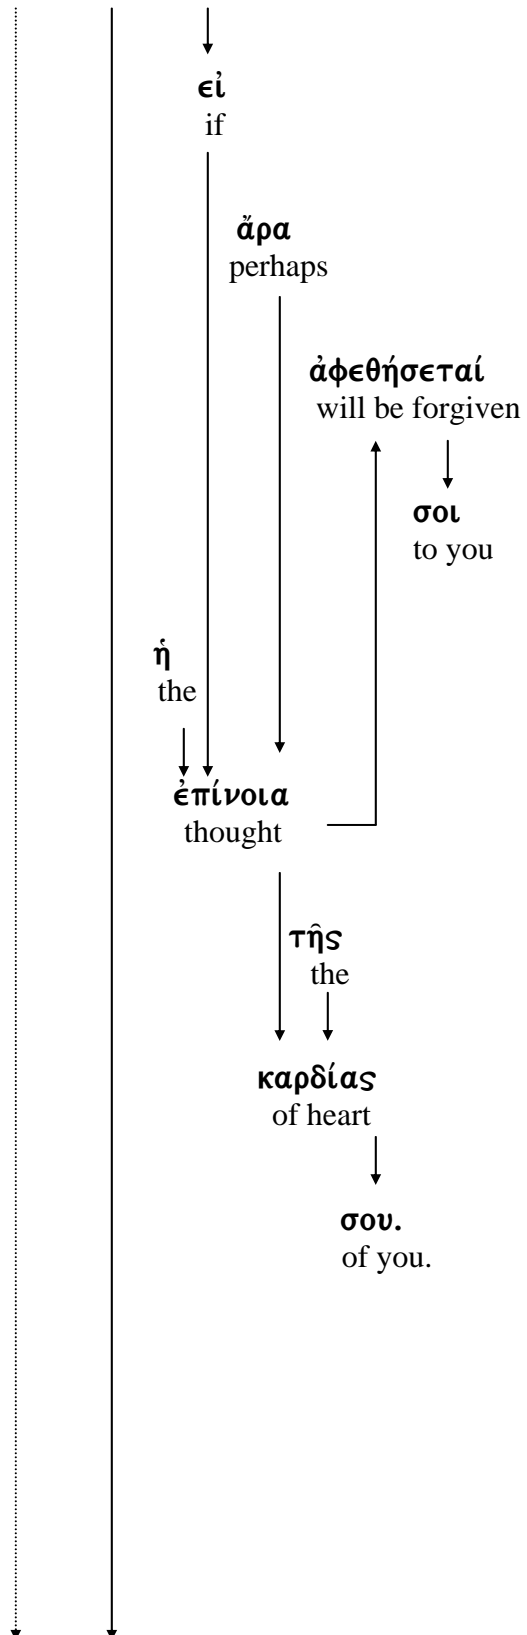 εἰ
if
ἄρα
perhaps
ἀφεθήσεταί
will be forgiven
σοι
to you
ἡ
the
ἐπίνοια
thought
τῆς
the
καρδίας
of heart
σου.
of you.